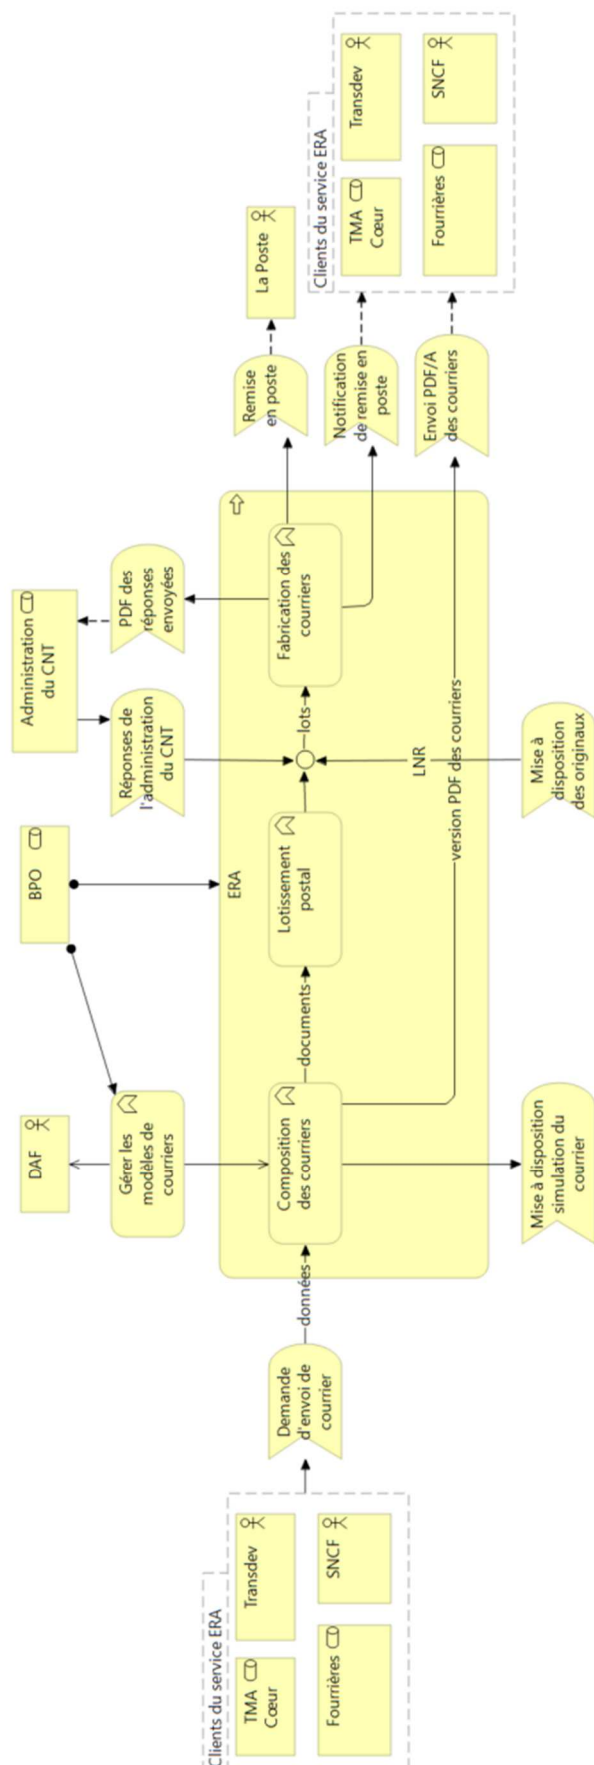 Clients du service ERA
TMA
Cœur
Transdev
Fourrières
SNCF
Demande
d'envoi de
courrier
données
DAF
Gérer les
modèles de
courriers
BPO
ERA
Composition
des courriers
documents
Lotissement
postal
lots
Fabrication des
courriers
Administration
du CNT
Réponses de
l'administration
du CNT
PDF des
réponses
envoyées
LNR
version PDF des courriers
Mise à disposition
simulation du
courrier
Mise à
disposition
des originaux
Remise
en poste
La Poste
Notification
de remise en
poste
Envoi PDF/A
des courriers
Clients du service ERA
TMA
Cœur
Transdev
Fourrières
SNCF